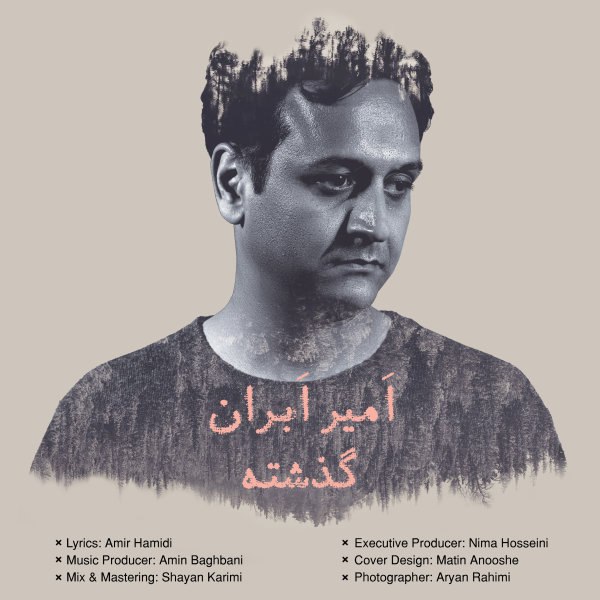 اَمیر اَبران
گذشته
× Lyrics: Amir Hamidi
× Music Producer: Amin Baghbani
× Mix & Mastering: Shayan Karimi
× Executive Producer: Nima Hosseini
× Cover Design: Matin Anooshe
× Photographer: Aryan Rahimi